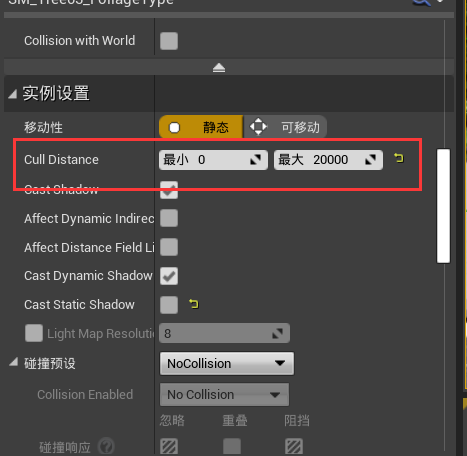 SM_Tree03_FoliageType
Collision with World
实例设置
移动性 静态 可移动
Cull Distance 最小 0 最大 20000
Cast Shadow
Affect Dynamic Indirec
Affect Distance Field Li
Cast Dynamic Shadow
Cast Static Shadow
Light Map Resolutio 8
碰撞预设 NoCollision
Collision Enabled No Collision
忽略 重叠 阻挡
碰撞响应 ?